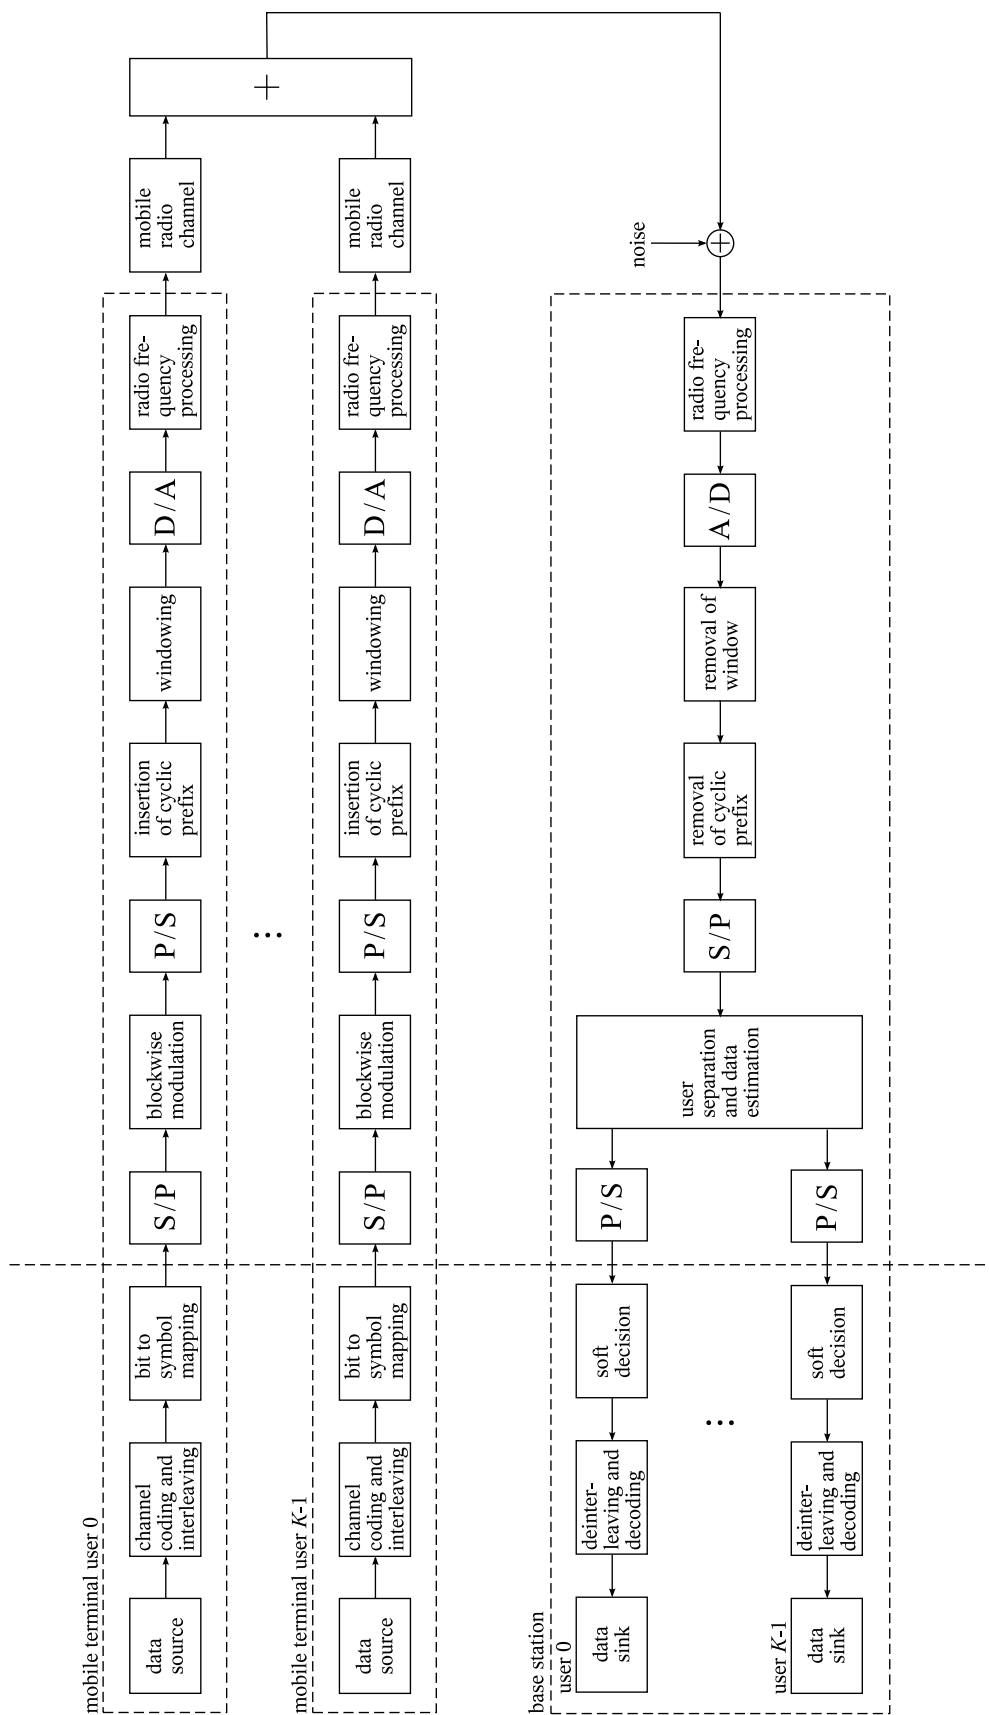 mobile terminal user 0
data
source
channel
coding and
interleaving
bit to
symbol
mapping
S/P
blockwise
modulation
P/S
insertion
of cyclic
prefix
windowing
D/A
radio fre-
quency
processing
mobile
radio
channel
+
...
mobile terminal user K-1
data
source
channel
coding and
interleaving
bit to
symbol
mapping
S/P
blockwise
modulation
P/S
insertion
of cyclic
prefix
windowing
D/A
radio fre-
quency
processing
mobile
radio
channel
noise
+
base station
radio fre-
quency
processing
A/D
removal of
window
removal
of cyclic
prefix
S/P
user
separation
and data
estimation
user 0
P/S
soft
decision
deinter-
leaving and
decoding
data
sink
...
user K-1
P/S
soft
decision
deinter-
leaving and
decoding
data
sink